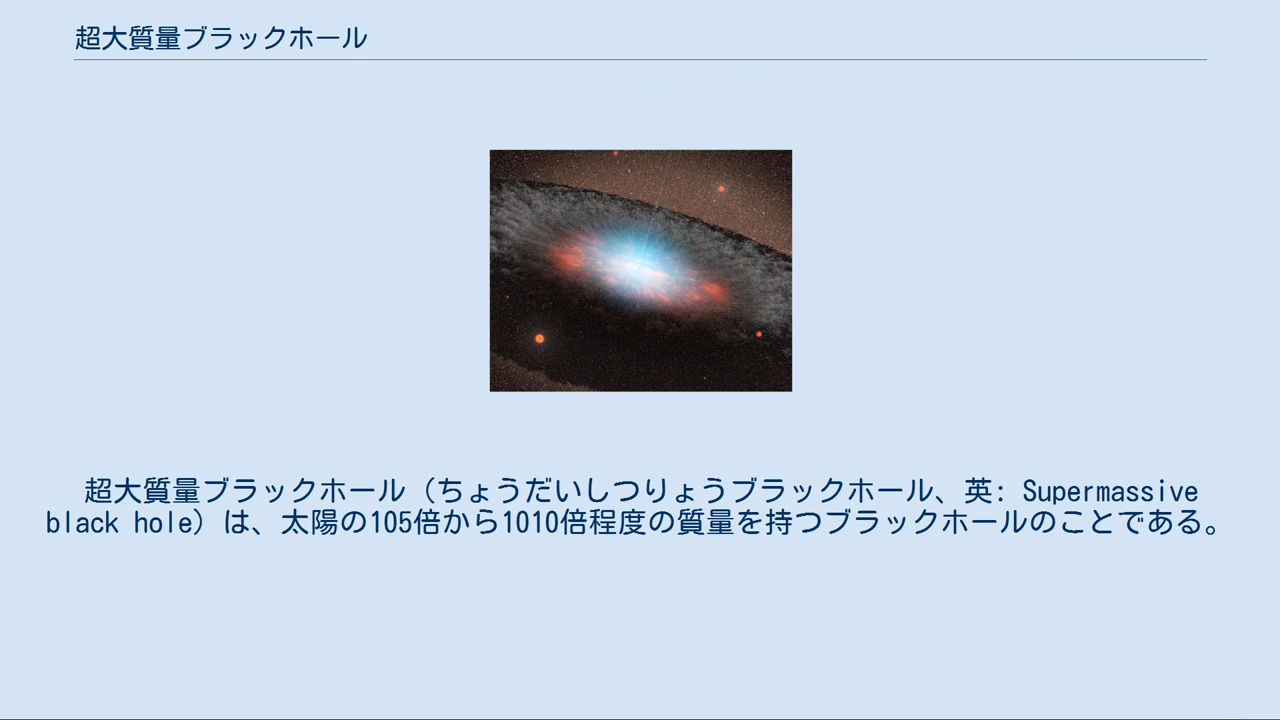 超大質量ブラックホール
超大質量ブラックホール（ちょうだいしつりょうブラックホール、英: Supermassive
black hole）は、太陽の105倍から1010倍程度の質量を持つブラックホールのことである。